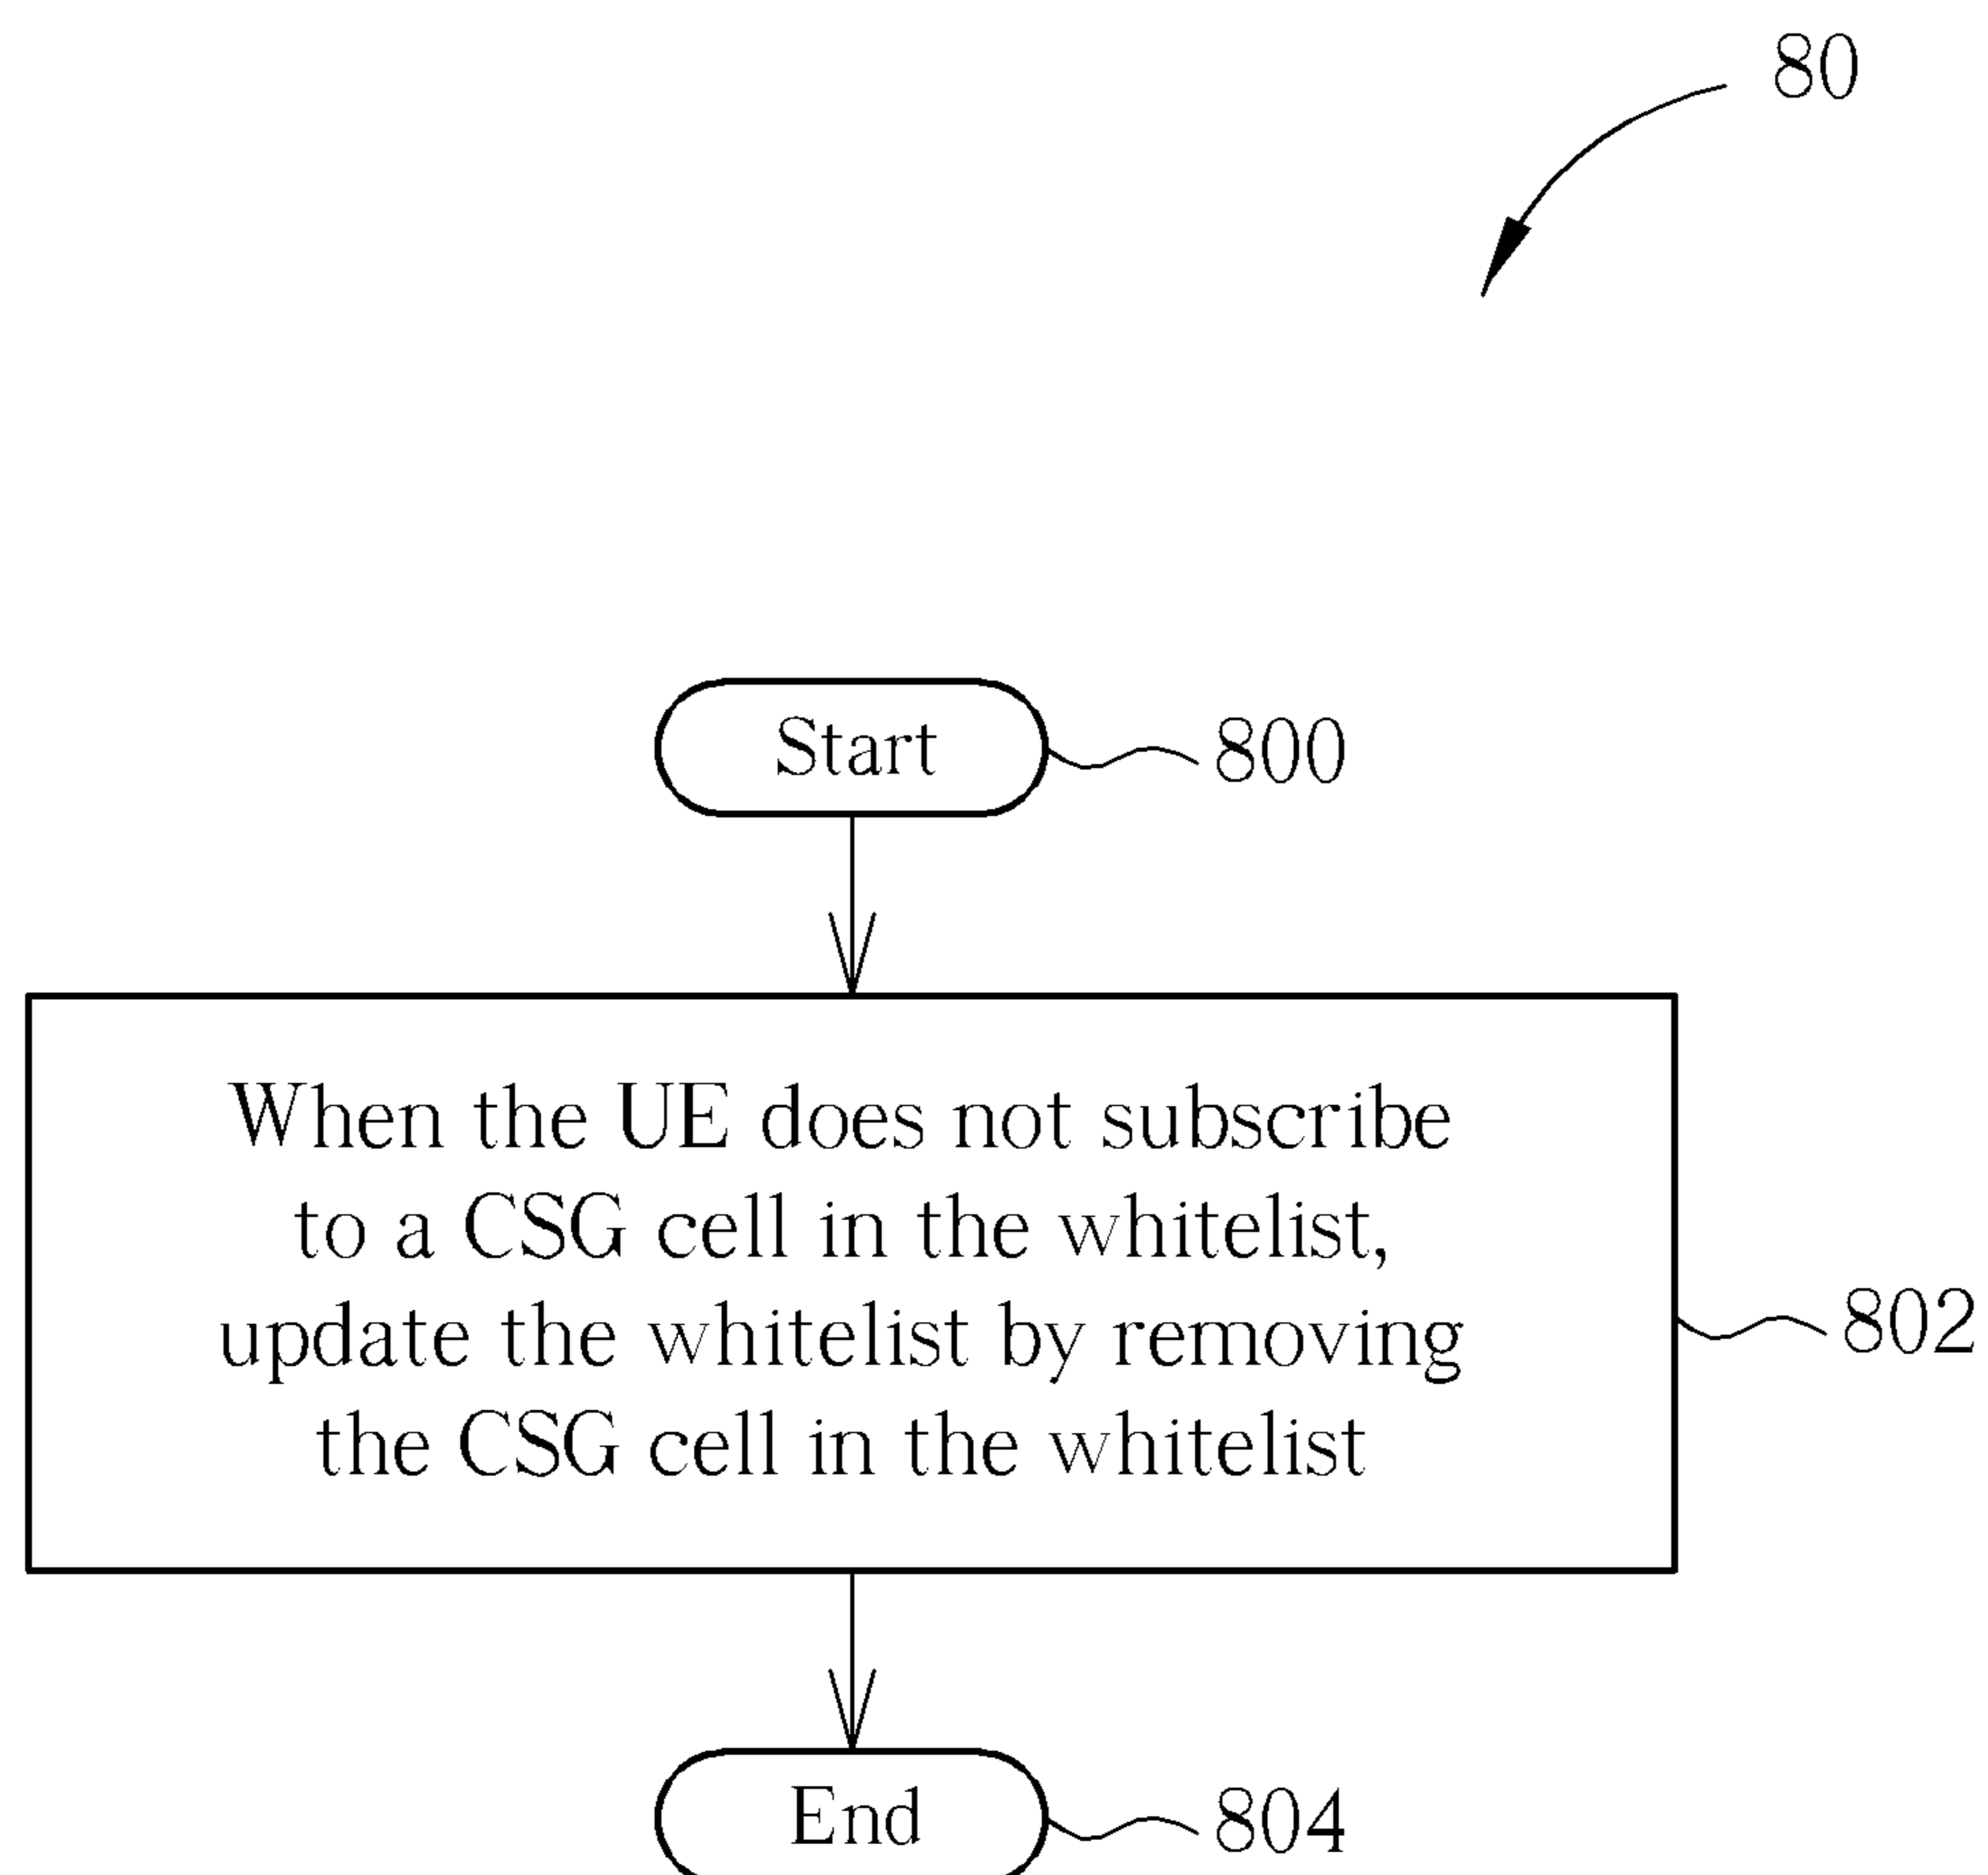 80
Start
800
When the UE does not subscribe
to a CSG cell in the whitelist,
update the whitelist by removing
the CSG cell in the whitelist
802
End
804